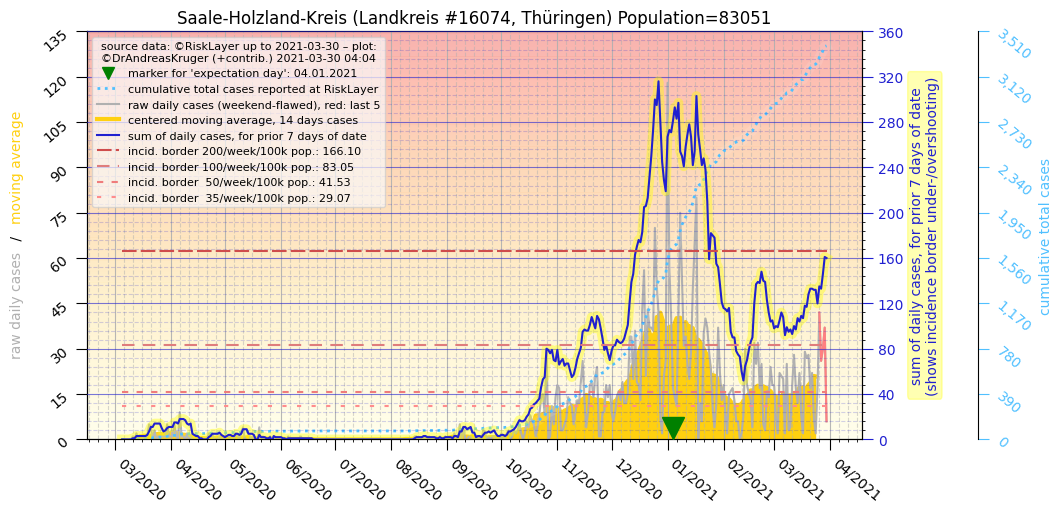 Saale-Holzland-Kreis (Landkreis #16074, Thüringen) Population=83051
source data: ©RiskLayer up to 2021-03-30 – plot:
©DrAndreasKruger (+contrib.) 2021-03-30 04:04
marker for 'expectation day': 04.01.2021
cumulative total cases reported at RiskLayer
raw daily cases (weekend-flawed), red: last 5
centered moving average, 14 days cases
sum of daily cases, for prior 7 days of date
incid. border 200/week/100k pop.: 166.10
incid. border 100/week/100k pop.: 83.05
incid. border  50/week/100k pop.: 41.53
incid. border  35/week/100k pop.: 29.07
raw daily cases / moving average
135
120
105
90
75
60
45
30
15
0
03/2020
04/2020
05/2020
06/2020
07/2020
08/2020
09/2020
10/2020
11/2020
12/2020
01/2021
02/2021
03/2021
04/2021
360
320
280
240
200
160
120
80
40
0
sum of daily cases, for prior 7 days of date
(shows incidence border under-/overshooting)
3,510
3,120
2,730
2,340
1,950
1,560
1,170
780
390
0
cumulative total cases